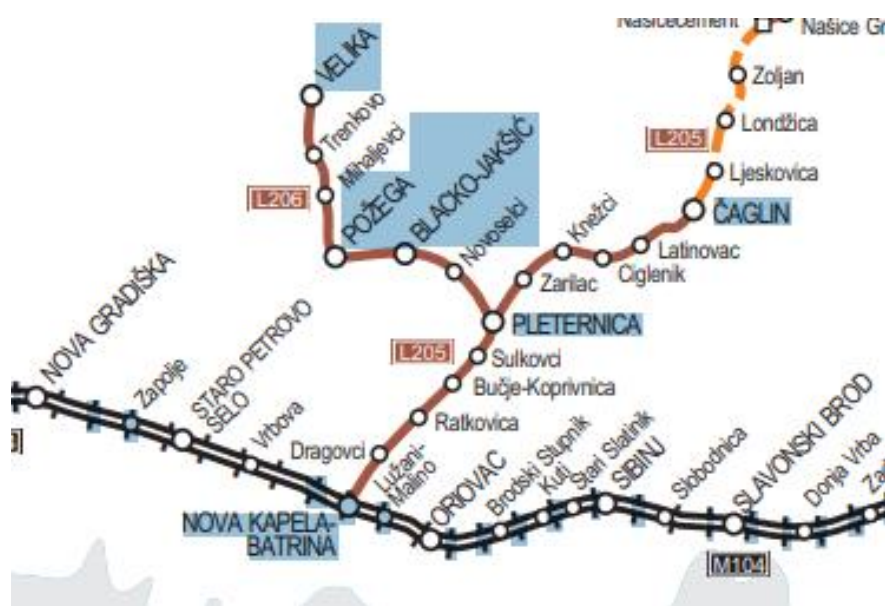 Našicecement
Našice Gr
VELIKA
Zoljan
Trenkovo
Londžica
BLACKO-JAKŠIĆ
L205
Mihaljevci
Ljeskovica
L206
POŽEGA
Knežci
ČAGLIN
Novoselci
Latinovac
Ciglenik
Zarilac
NOVA GRADIŠKA
PLETERNICA
L205
Sulkovci
Zapolje
STARO PETROVO
SELO
Bučje-Koprivnica
Vrbova
Ratkovica
Dragovci
Lužani-
Malino
ORIOVAC
Brodski Stupnik
Kuti
Stari Slatinik
SIBINJ
Slobodnica
SLAVONSKI BROD
Donja Vrba
NOVA KAPELA-
BATRINA
M104